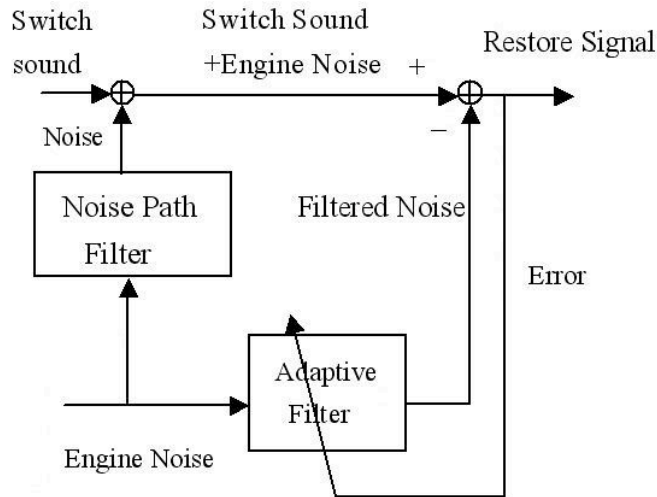 Switch
sound
Switch Sound
+Engine Noise
+
Restore Signal
Noise
−
Noise Path
Filter
Filtered Noise
Error
Adaptive
Filter
Engine Noise